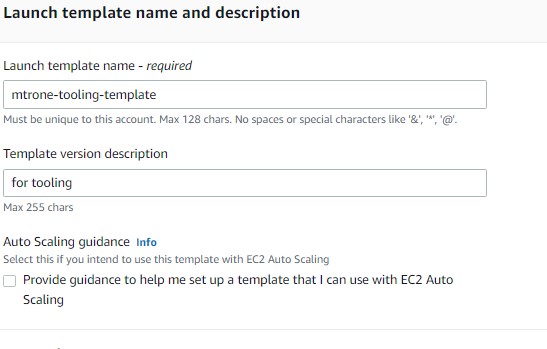 Launch template name and description
Launch template name - required
mtrone-tooling-template
Must be unique to this account. Max 128 chars. No spaces or special characters like '&', '*', '@'.
Template version description
for tooling
Max 255 chars
Auto Scaling guidance Info
Select this if you intend to use this template with EC2 Auto Scaling
Provide guidance to help me set up a template that I can use with EC2 Auto
Scaling